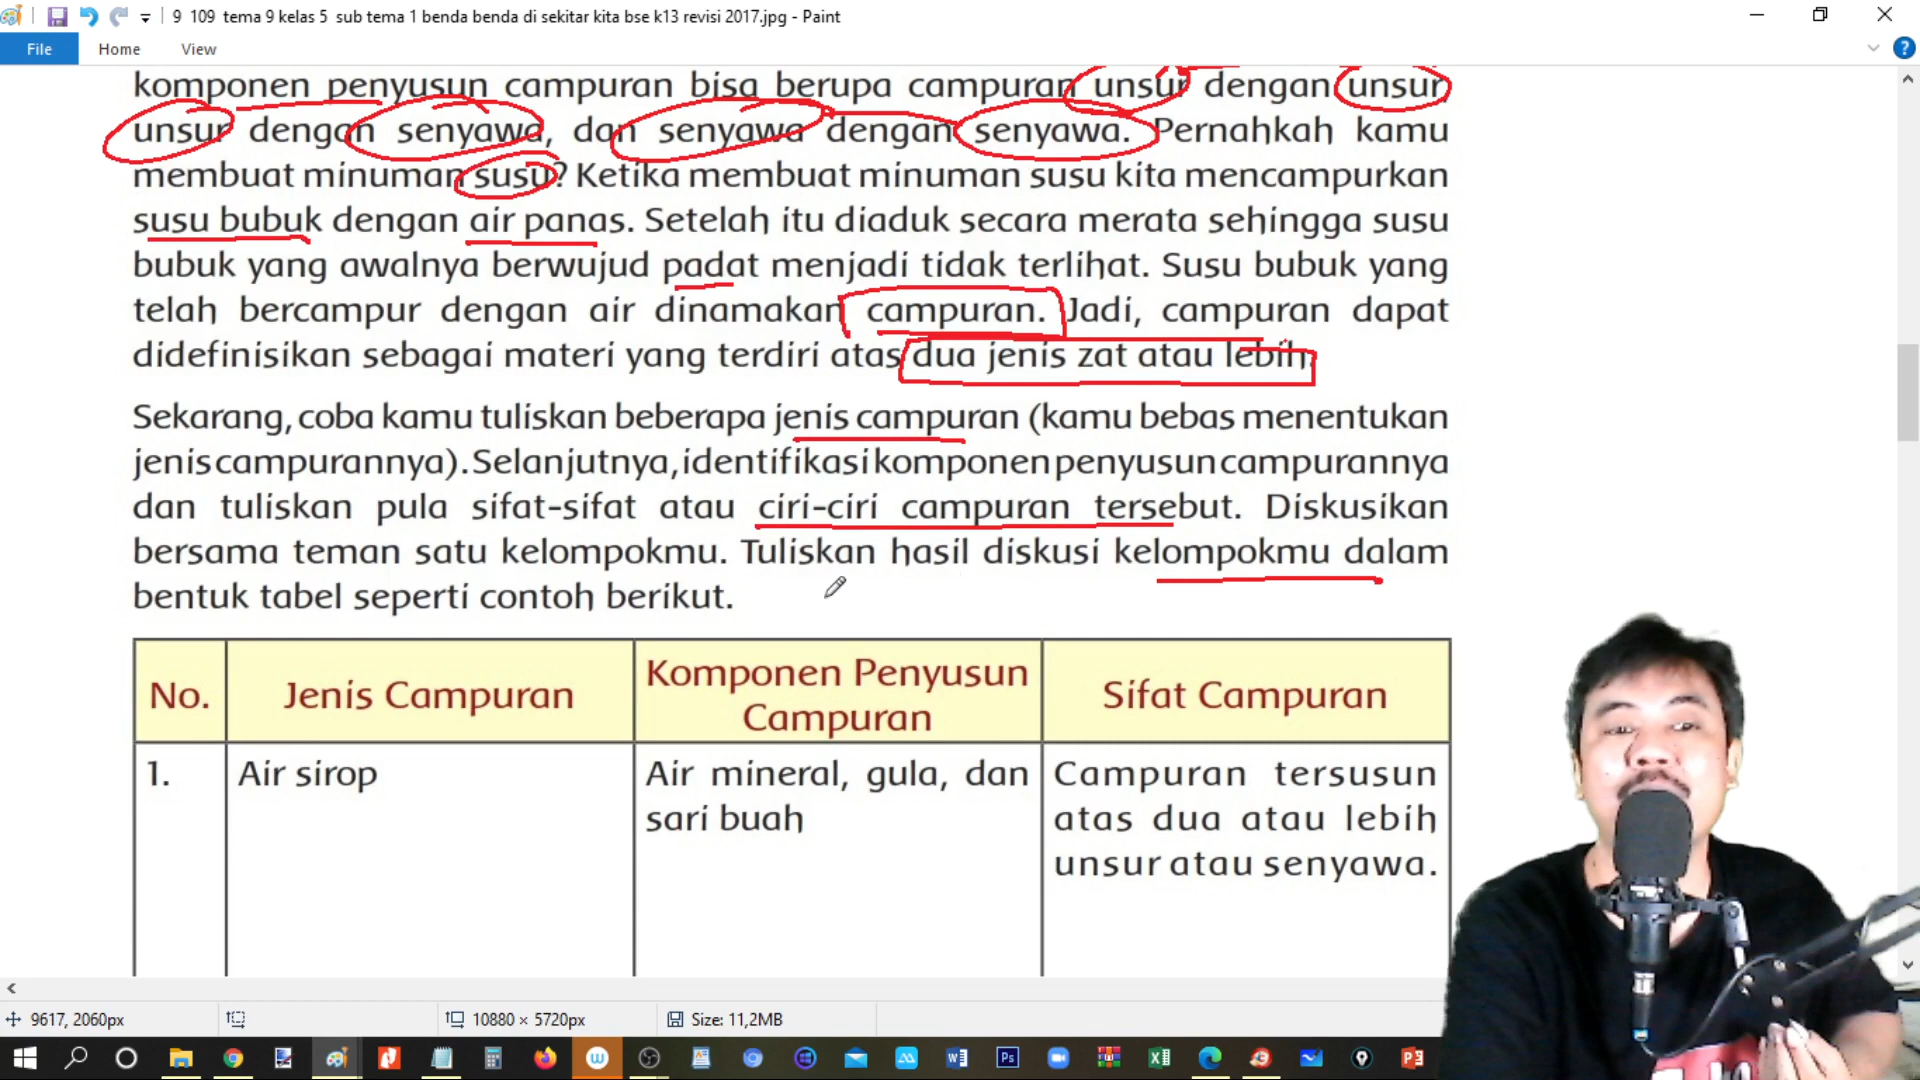 9 109 tema 9 kelas 5 sub tema 1 benda benda di sekitar kita bse k13 revisi 2017.jpg - Paint
File Home View
komponen penyusun campuran bisa berupa campuran unsur dengan unsur,
unsur dengan senyawa, dan senyawa dengan senyawa. Pernahkah kamu
membuat minuman susu? Ketika membuat minuman susu kita mencampurkan
susu bubuk dengan air panas. Setelah itu diaduk secara merata sehingga susu
bubuk yang awalnya berwujud padat menjadi tidak terlihat. Susu bubuk yang
telah bercampur dengan air dinamakan campuran. Jadi, campuran dapat
didefinisikan sebagai materi yang terdiri atas dua jenis zat atau lebih.
Sekarang, coba kamu tuliskan beberapa jenis campuran (kamu bebas menentukan
jenis campurannya). Selanjutnya, identifikasi komponen penyusun campurannya
dan tuliskan pula sifat-sifat atau ciri-ciri campuran tersebut. Diskusikan
bersama teman satu kelompokmu. Tuliskan hasil diskusi kelompokmu dalam
bentuk tabel seperti contoh berikut.
No. Jenis Campuran Komponen Penyusun Campuran Sifat Campuran
1. Air sirop Air mineral, gula, dan Campuran tersusun
sari buah atas dua atau lebih
unsur atau senyawa.
9617, 2060px 10880 × 5720px Size: 11,2MB